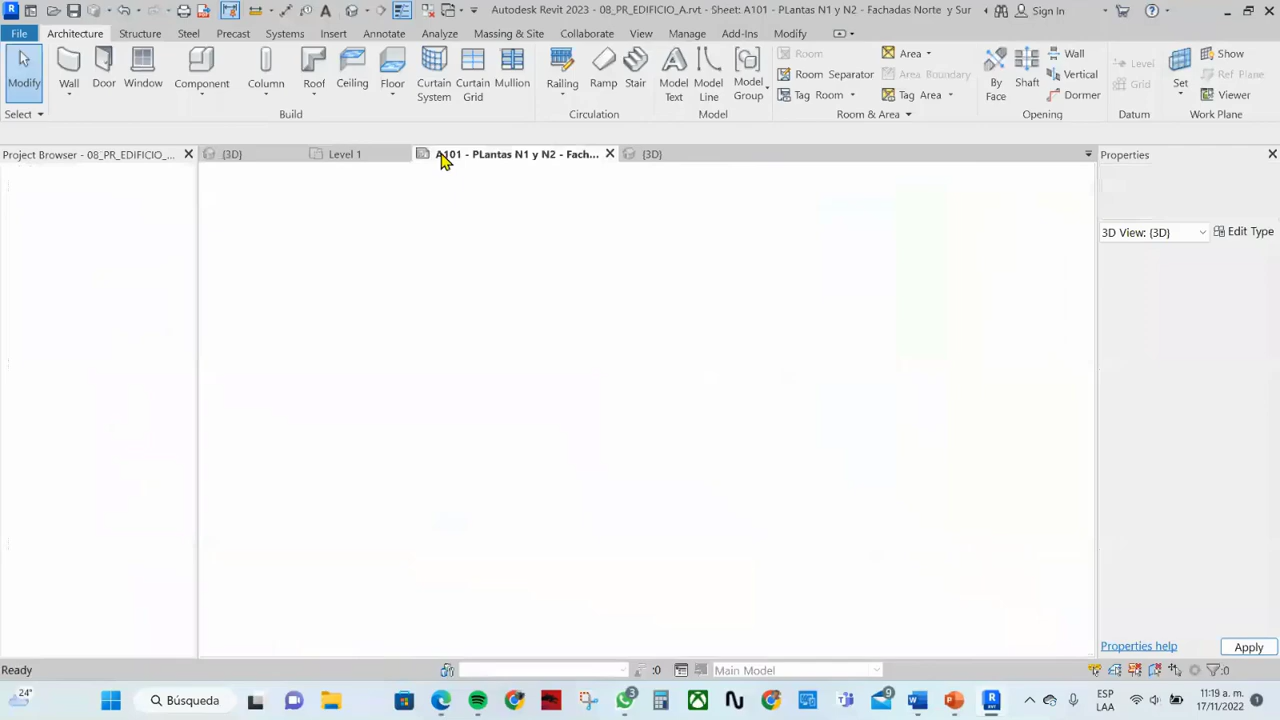 Autodesk Revit 2023 - 08_PR_EDIFICIO_A.rvt - Sheet: A101 - PLantas N1 y N2 - Fachadas Norte y Sur
Sign In
File Architecture Structure Steel Precast Systems Insert Annotate Analyze Massing & Site Collaborate View Manage Add-Ins Modify
Modify
Wall
Door
Window
Component
Column
Roof
Ceiling
Floor
Curtain System
Curtain Grid
Mullion
Railing
Ramp
Stair
Model Text
Model Line
Model Group
Room
Room Separator
Tag Room
Area
Area Boundary
Tag Area
By Face
Shaft
Wall
Vertical
Dormer
Level
Grid
Set
Show
Ref Plane
Viewer
Select Build Circulation Model Room & Area Opening Datum Work Plane
Project Browser - 08_PR_EDIFICIO_...
{3D}
Level 1
A101 - PLantas N1 y N2 - Fach...
{3D}
Properties
3D View: {3D}
Edit Type
Properties help
Apply
Ready
:0
Main Model
:0
24°
Búsqueda
3
9
ESP
LAA
11:19 a. m.
17/11/2022
1